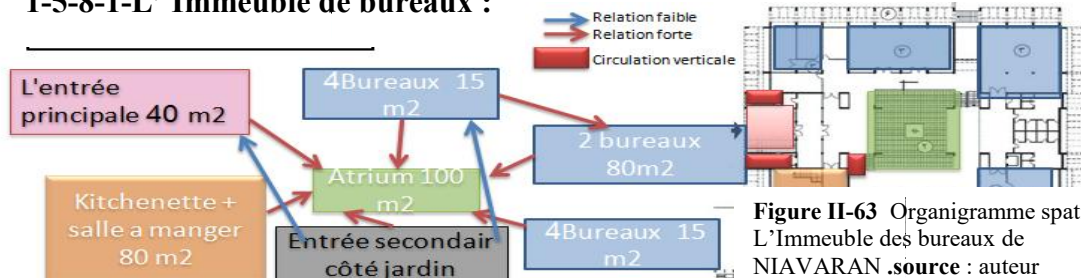 1-5-8-1-L' Immeuble de bureaux :
Relation faible
Relation forte
Circulation verticale
L'entrée
principale 40 m2
4Bureaux 15
m2
2 bureaux
80m2
Atrium 100
m2
Kitchenette +
salle a manger
80 m2
Entrée secondair
côté jardin
4Bureaux 15
m2
Figure II-63 Organigramme spat
L'Immeuble des bureaux de
NIAVARAN .source : auteur